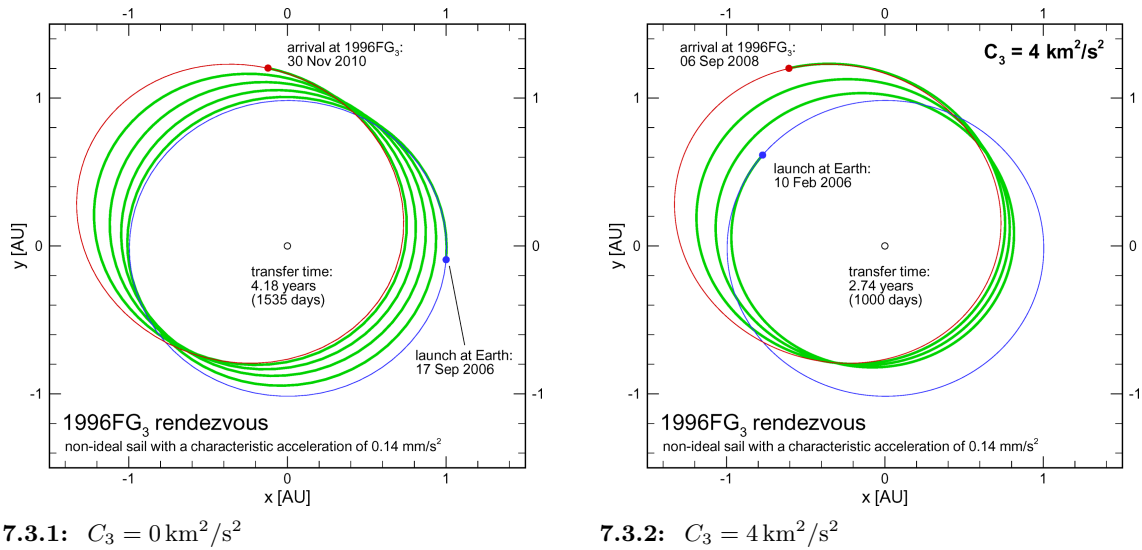 -1 0 1
arrival at 1996FG3:
30 Nov 2010
1 1
y [AU]
0 0
transfer time:
4.18 years
(1535 days)
launch at Earth:
17 Sep 2006
-1 -1
1996FG3 rendezvous
non-ideal sail with a characteristic acceleration of 0.14 mm/s2
-1 0 1
x [AU]
7.3.1: C3 = 0 km2/s2
-1 0 1
arrival at 1996FG3:
06 Sep 2008
C3 = 4 km2/s2
1 1
launch at Earth:
10 Feb 2006
y [AU]
0 0
transfer time:
2.74 years
(1000 days)
-1 -1
1996FG3 rendezvous
non-ideal sail with a characteristic acceleration of 0.14 mm/s2
-1 0 1
x [AU]
7.3.2: C3 = 4 km2/s2